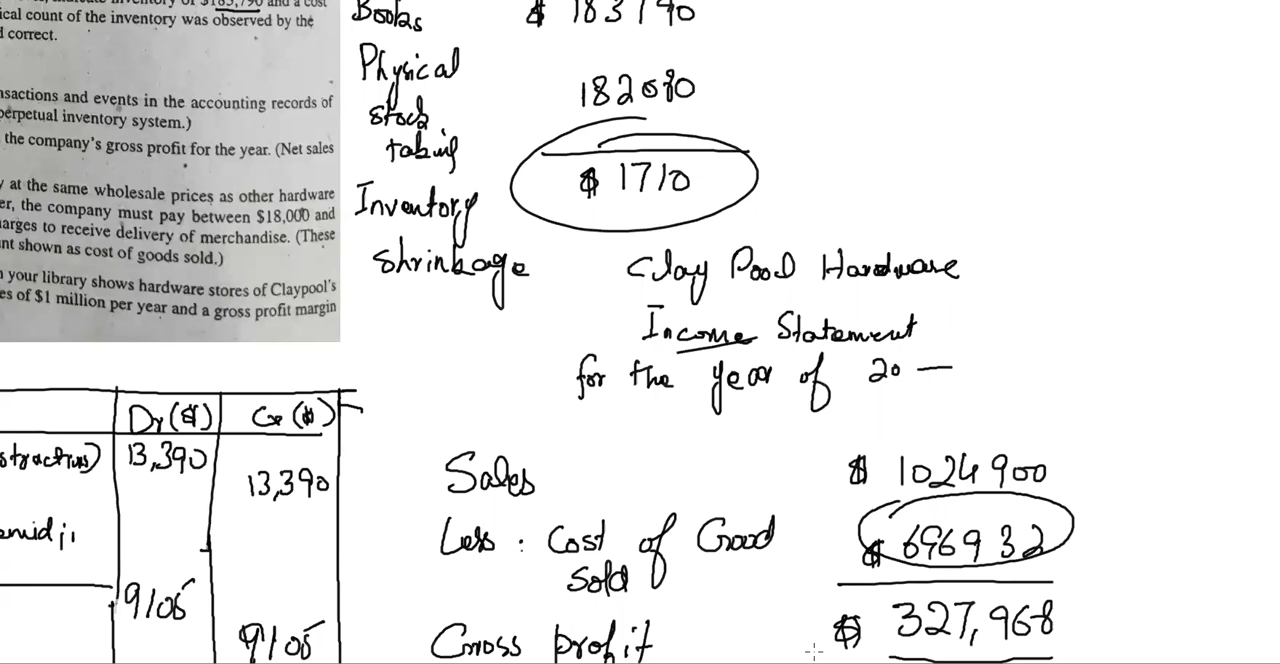 ical count of the inventory was observed by the
d correct.
nsactions and events in the accounting records of
perpetual inventory system.)
the company's gross profit for the year. (Net sales
y at the same wholesale prices as other hardware
er, the company must pay between $18,000 and
arges to receive delivery of merchandise. (These
nt shown as cost of goods sold.)
n your library shows hardware stores of Claypool's
es of $1 million per year and a gross profit margin
Books $ 183790
Physical
stock
taking
182080
$ 1710
Inventory
shrinkage
Clay Pool Hardware
Income Statement
for the year of 20 —
Dr ($) Cr ($)
13,390
13,390
9105
9105
Sales $ 1024900
Less : Cost of Good
Sold
$ 696932
Gross profit $ 327,968